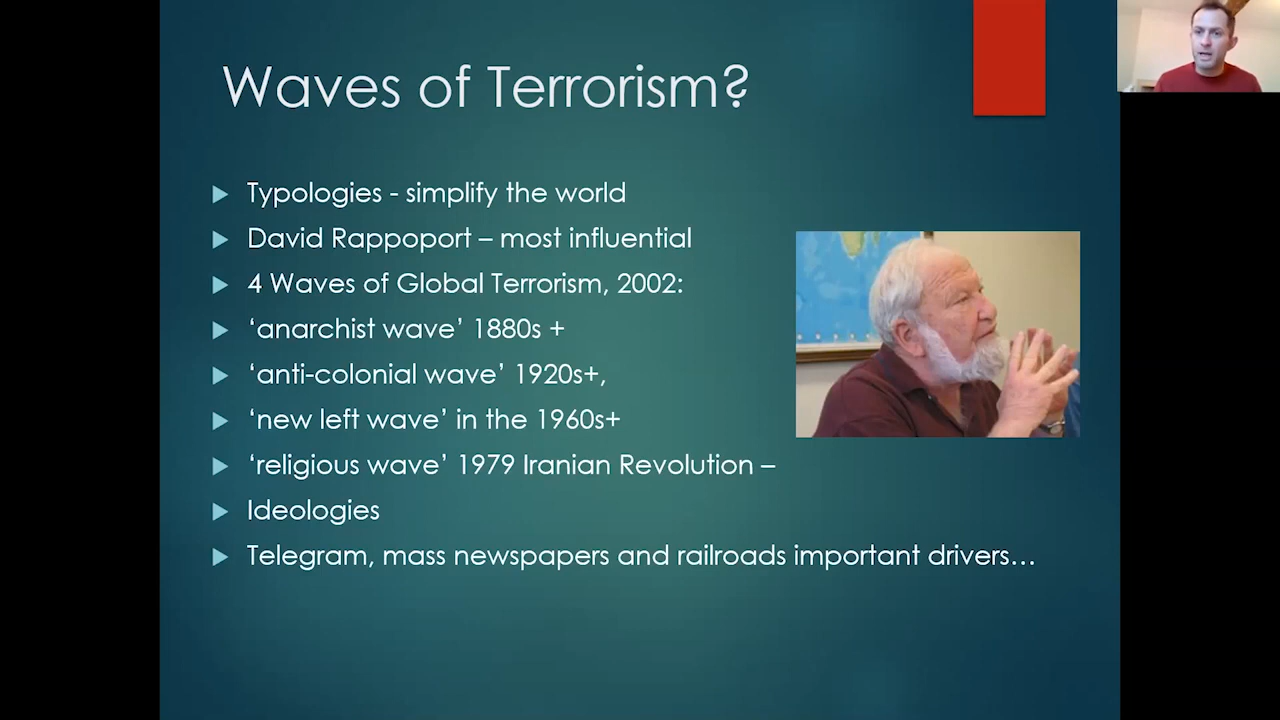 Waves of Terrorism?
Typologies - simplify the world
David Rappoport – most influential
4 Waves of Global Terrorism, 2002:
‘anarchist wave’ 1880s +
‘anti-colonial wave’ 1920s+,
‘new left wave’ in the 1960s+
‘religious wave’ 1979 Iranian Revolution –
Ideologies
Telegram, mass newspapers and railroads important drivers…